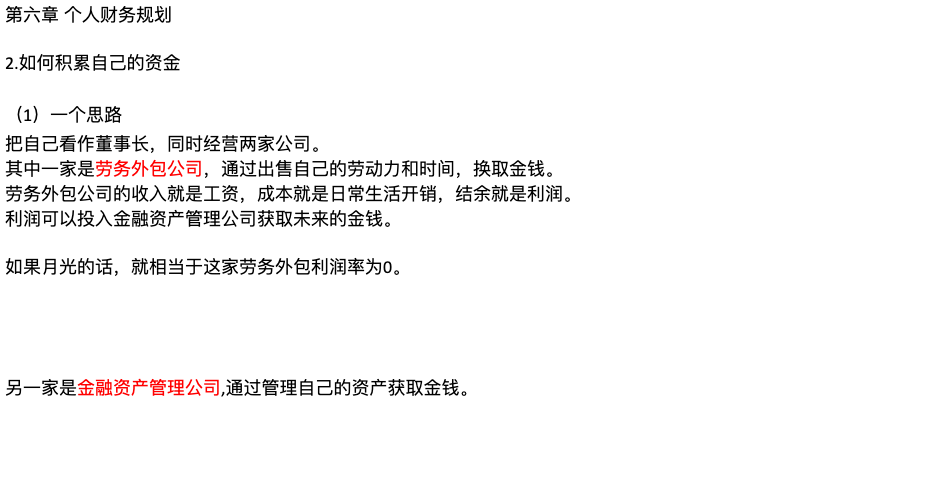 第六章 个人财务规划
2.如何积累自己的资金
（1）一个思路
把自己看作董事长，同时经营两家公司。
其中一家是劳务外包公司，通过出售自己的劳动力和时间，换取金钱。
劳务外包公司的收入就是工资，成本就是日常生活开销，结余就是利润。
利润可以投入金融资产管理公司获取未来的金钱。
如果月光的话，就相当于这家劳务外包利润率为0。
另一家是金融资产管理公司,通过管理自己的资产获取金钱。